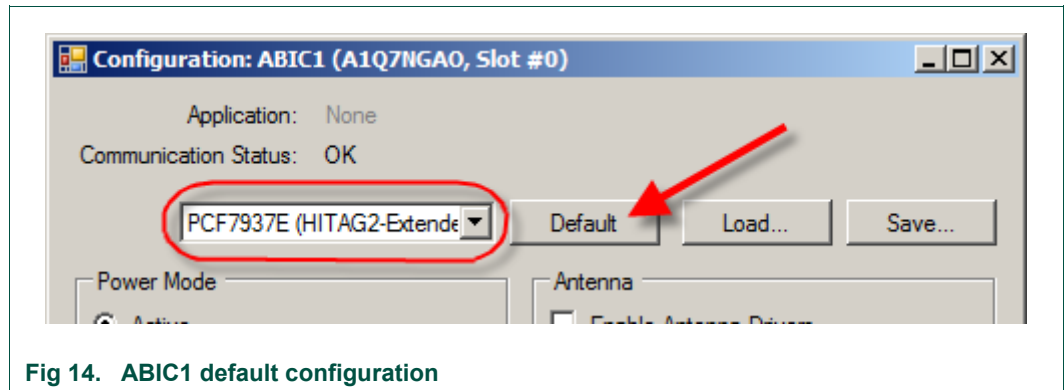 Configuration: ABIC1 (A1Q7NGA0, Slot #0)
Application: None
Communication Status: OK
PCF7937E (HITAG2-Extende Default Load... Save...
Power Mode Antenna
Active Enable Antenna Drivers
Fig 14. ABIC1 default configuration